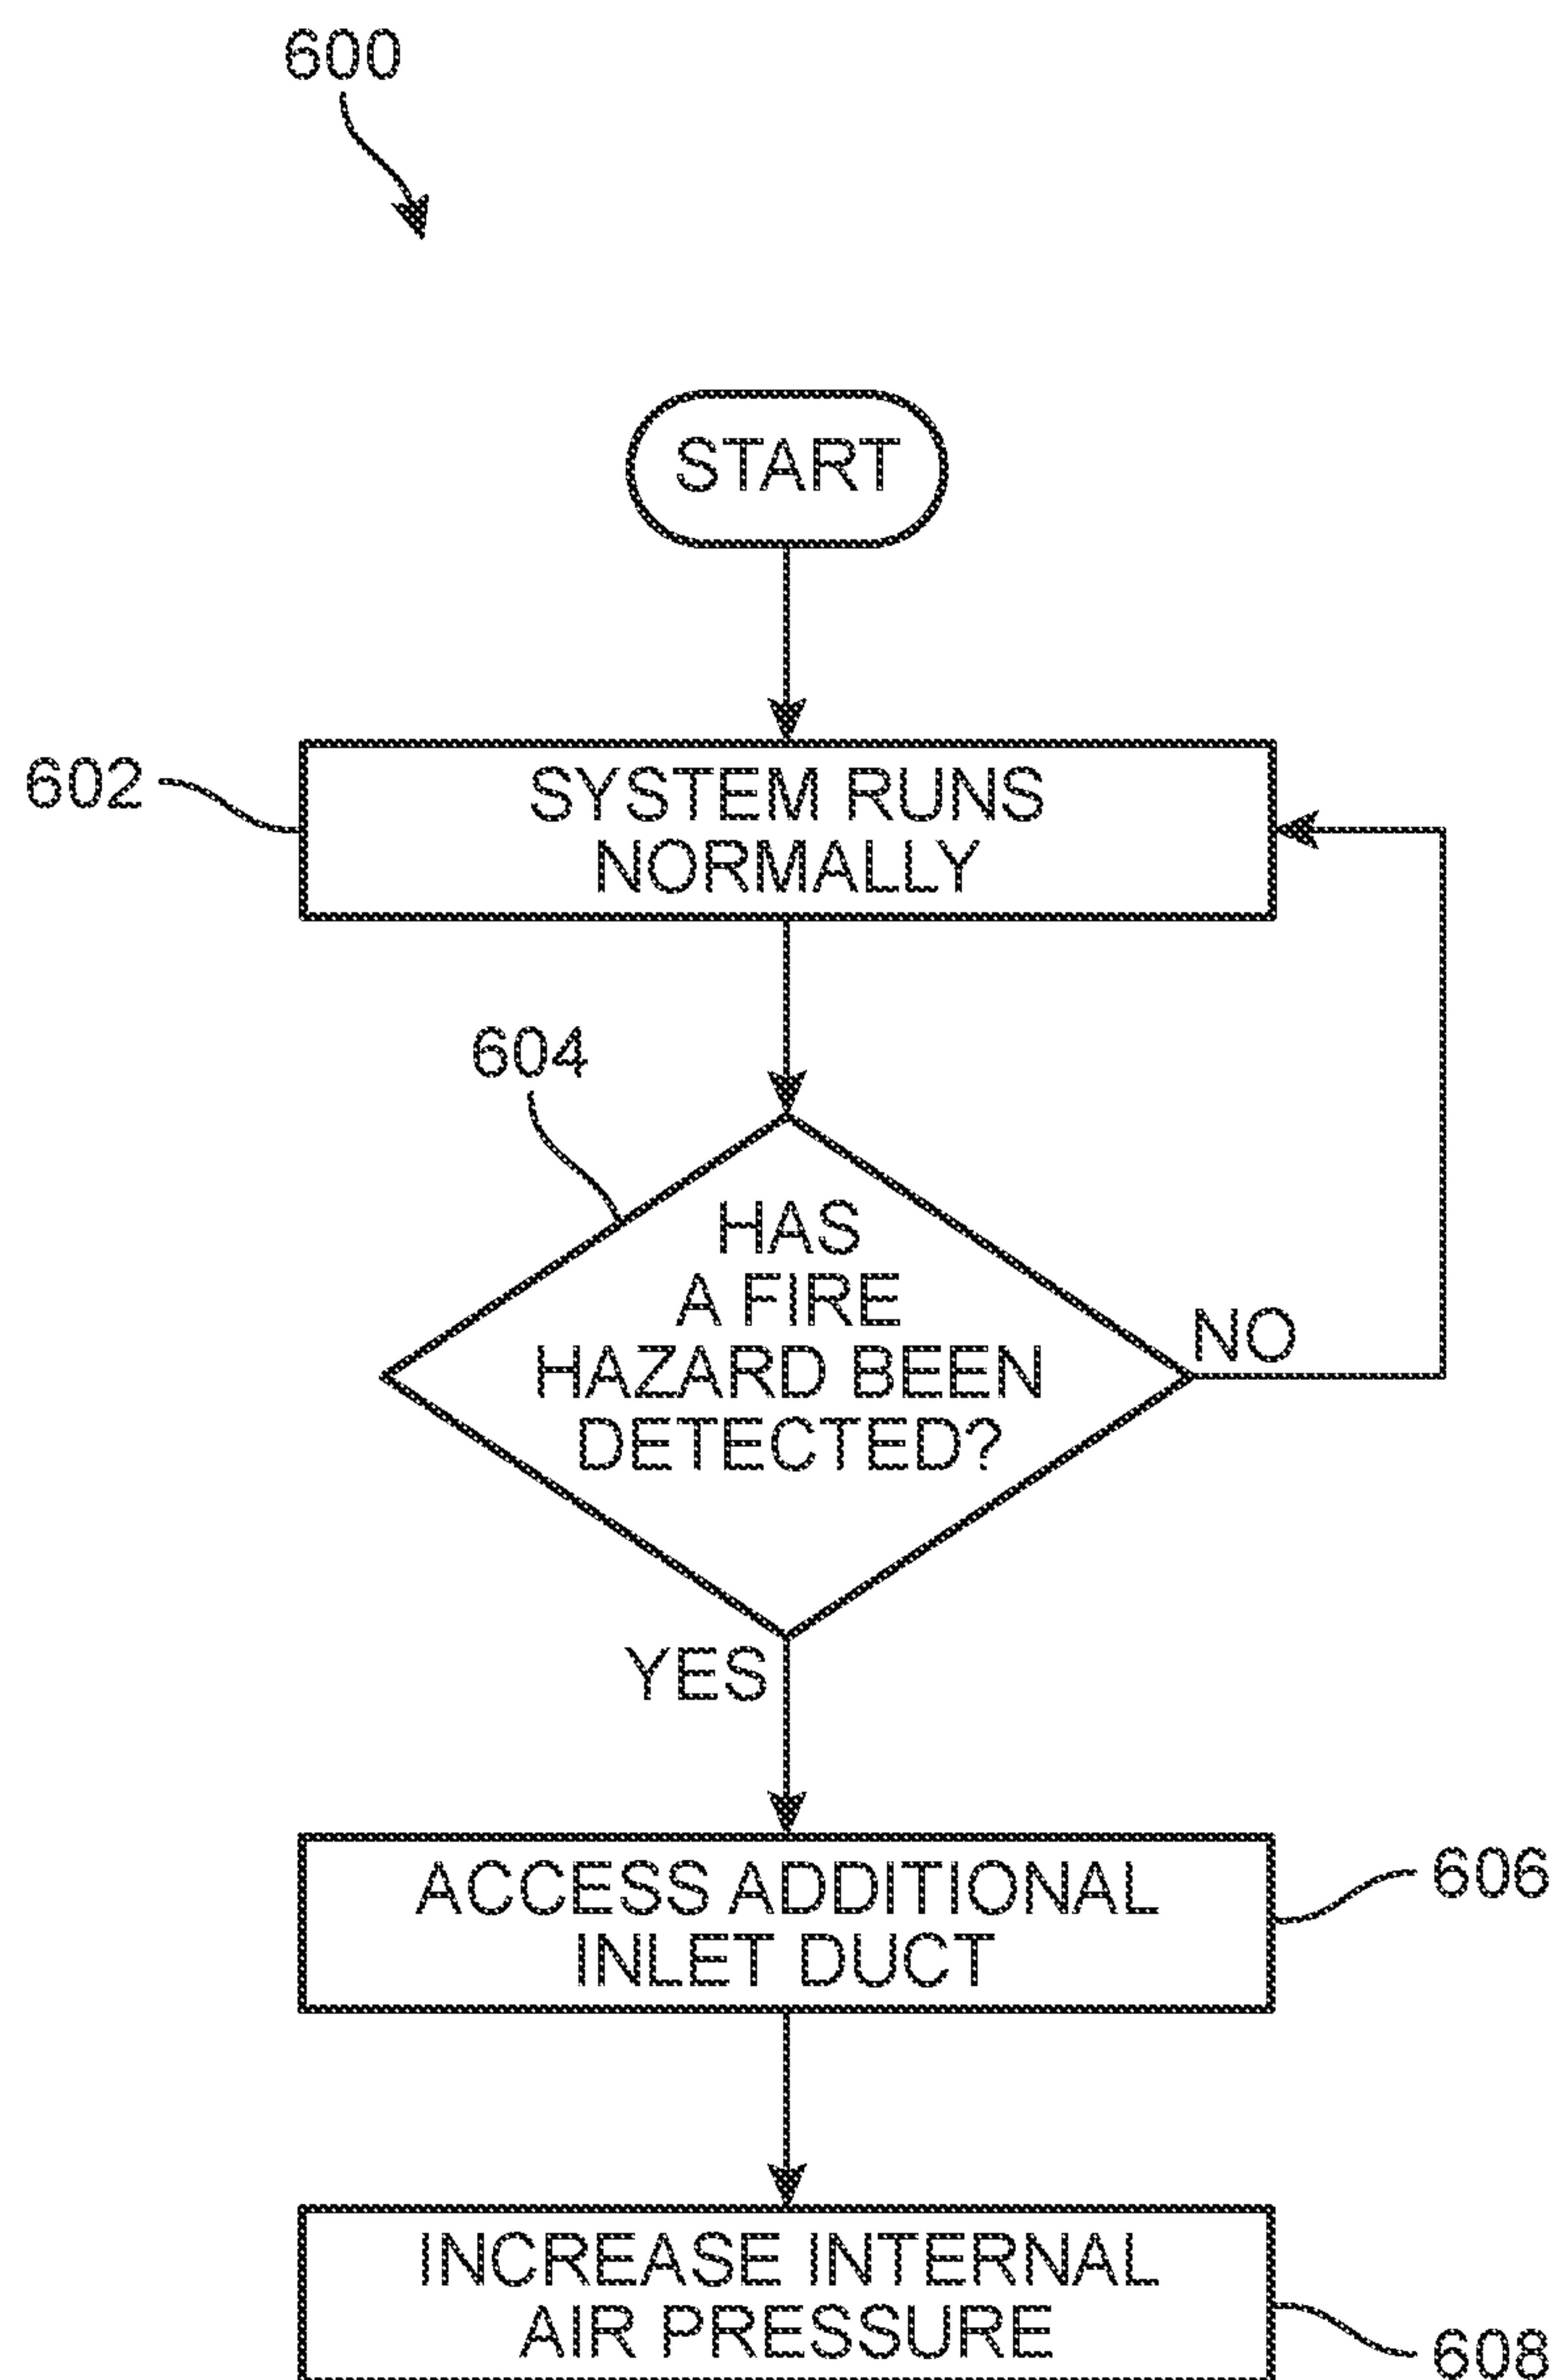 600
START
602
SYSTEM RUNS
NORMALLY
604
HAS
A FIRE
HAZARD BEEN
DETECTED?
NO
YES
ACCESS ADDITIONAL
INLET DUCT
606
INCREASE INTERNAL
AIR PRESSURE
608